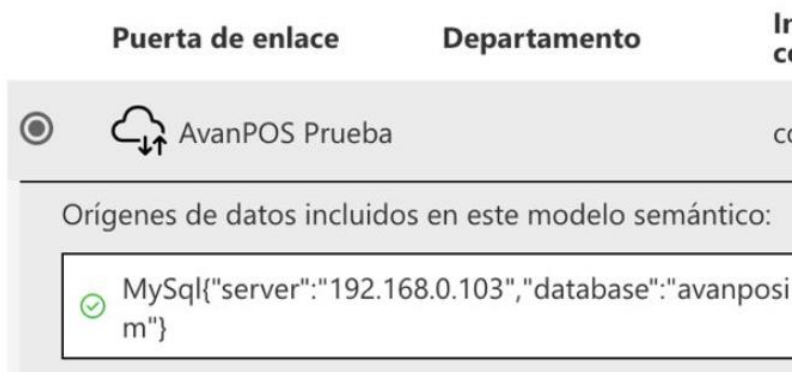 Puerta de enlace Departamento
AvanPOS Prueba
Orígenes de datos incluidos en este modelo semántico:
MySql{"server":"192.168.0.103","database":"avanposi
m"}